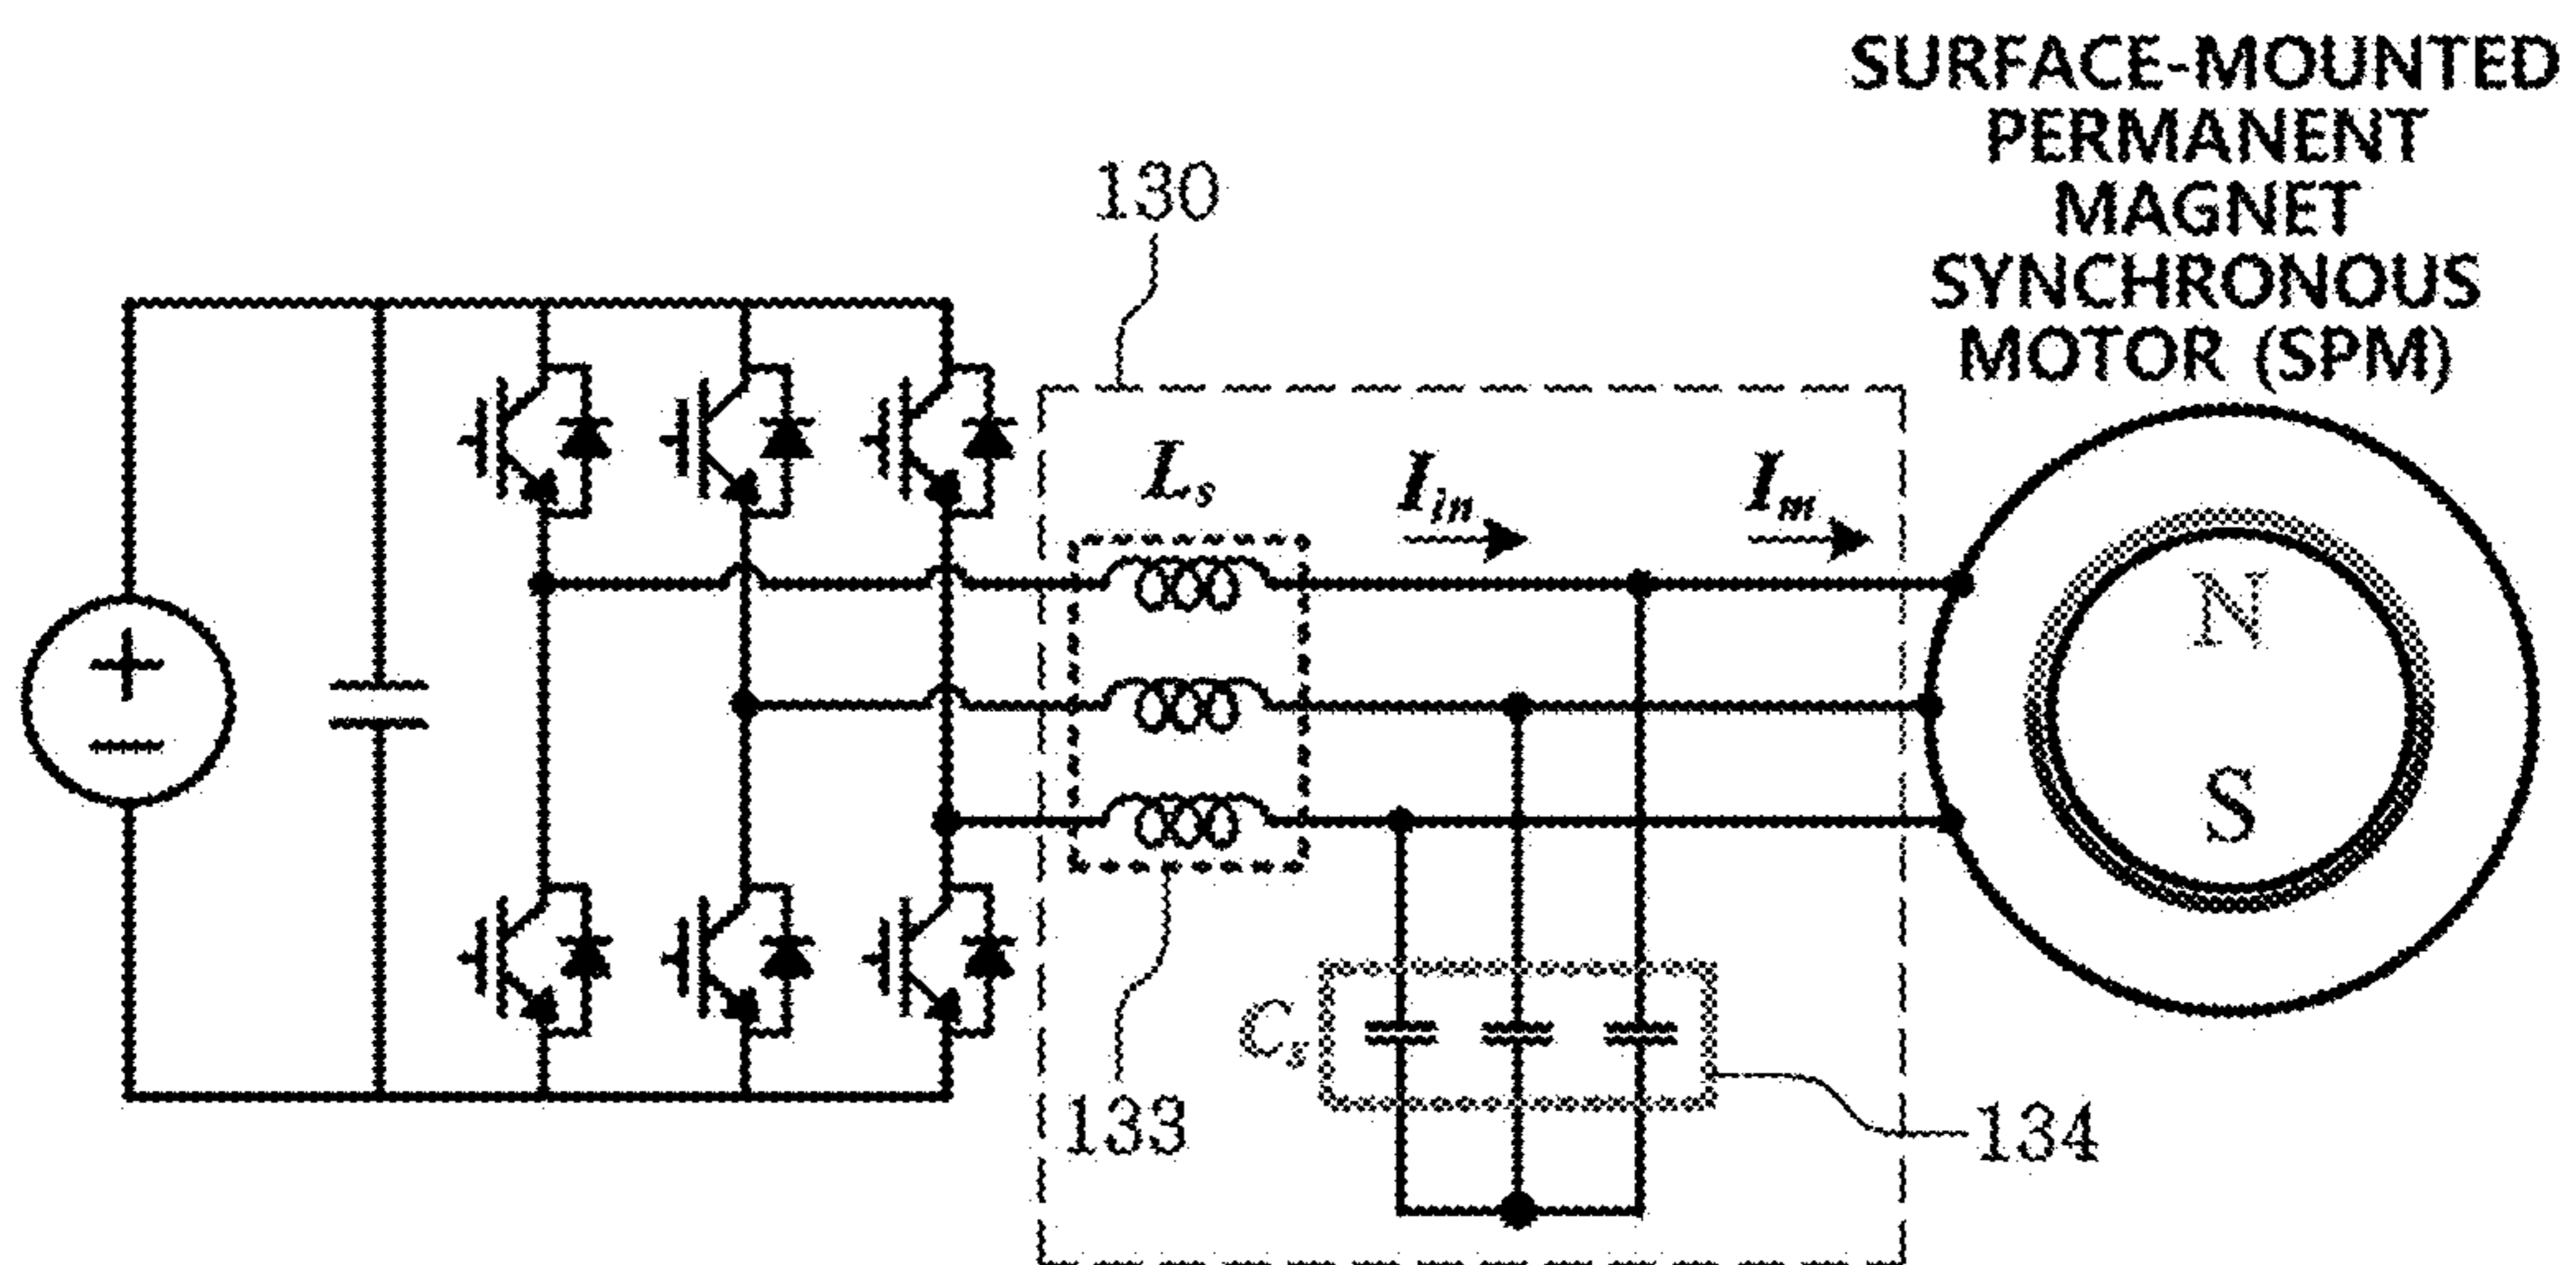 SURFACE-MOUNTED
PERMANENT
MAGNET
SYNCHRONOUS
MOTOR (SPM)
130
Ls
Iin
Im
+
−
N
S
Cs
133
134